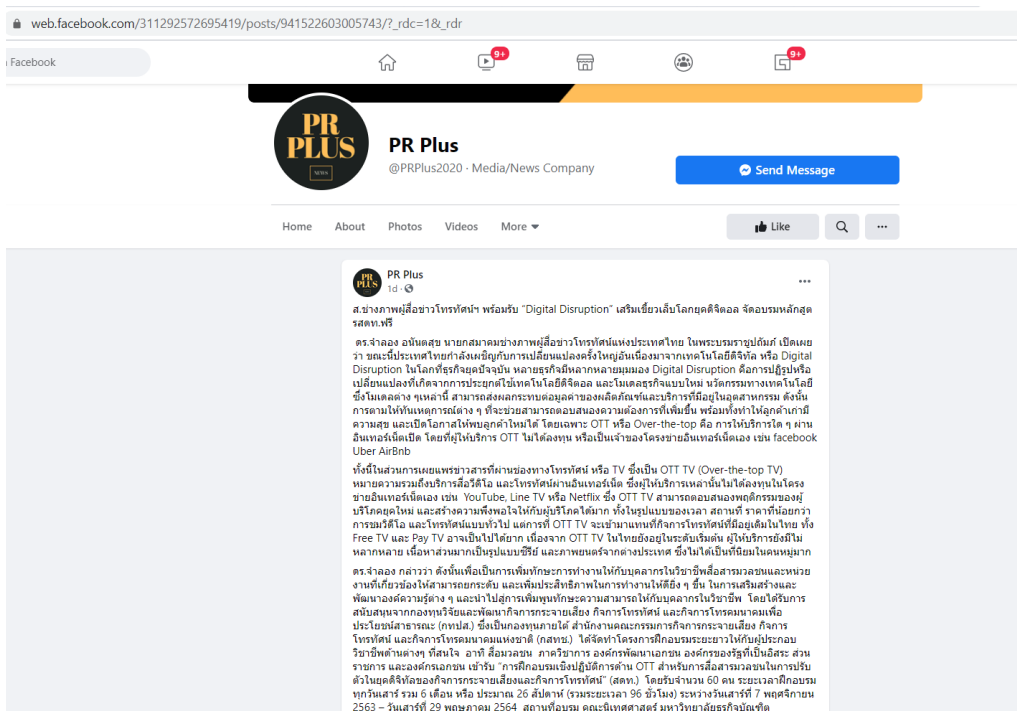 web.facebook.com/311292572695419/posts/941522603005743/?_rdc=1&_rdr
Facebook
9+
9+
PR
PLUS
NEWS
PR Plus
@PRPlus2020 · Media/News Company
Send Message
Home About Photos Videos More
Like
PR
PLUS
PR Plus
1d
ส.ช่างภาพผู้สื่อข่าวโทรทัศน์ฯ พร้อมรับ "Digital Disruption" เสริมเขี้ยวเล็บโลกยุคดิจิตอล จัดอบรมหลักสูตร
รสดท.ฟรี
ดร.จำลอง อนันตสุข นายกสมาคมช่างภาพผู้สื่อข่าวโทรทัศน์แห่งประเทศไทย ในพระบรมราชูปถัมภ์ เปิดเผย
ว่า ขณะนี้ประเทศไทยกำลังเผชิญกับการเปลี่ยนแปลงครั้งใหญ่อันเนื่องมาจากเทคโนโลยีดิจิทัล หรือ Digital
Disruption ในโลกที่ธุรกิจยุคปัจจุบัน หลายธุรกิจมีหลากหลายมุมมอง Digital Disruption คือการปฏิรูปหรือ
เปลี่ยนแปลงที่เกิดจากการประยุกต์ใช้เทคโนโลยีดิจิตอล และโมเดลธุรกิจแบบใหม่ นวัตกรรมทางเทคโนโลยี
ซึ่งโมเดลต่าง ๆเหล่านี้ สามารถส่งผลกระทบต่อมูลค่าของผลิตภัณฑ์และบริการที่มีอยู่ในอุตสาหกรรม ดังนั้น
การตามให้ทันเหตุการณ์ต่าง ๆ ที่จะช่วยสามารถตอบสนองความต้องการที่เพิ่มขึ้น พร้อมทั้งทำให้ลูกค้าเก่ามี
ความสุข และเปิดโอกาสให้พบลูกค้าใหม่ได้ โดยเฉพาะ OTT หรือ Over-the-top คือ การให้บริการใด ๆ ผ่าน
อินเทอร์เน็ตเปิด โดยที่ผู้ให้บริการ OTT ไม่ได้ลงทุน หรือเป็นเจ้าของโครงข่ายอินเทอร์เน็ตเอง เช่น facebook
Uber AirBnb
ทั้งนี้ในส่วนการเผยแพร่ข่าวสารที่ผ่านช่องทางโทรทัศน์ หรือ TV ซึ่งเป็น OTT TV (Over-the-top TV)
หมายความรวมถึงบริการสื่อวีดีโอ และโทรทัศน์ผ่านอินเทอร์เน็ต ซึ่งผู้ให้บริการเหล่านั้นไม่ได้ลงทุนในโครง
ข่ายอินเทอร์เน็ตเอง เช่น YouTube, Line TV หรือ Netflix ซึ่ง OTT TV สามารถตอบสนองพฤติกรรมของผู้
บริโภคยุคใหม่ และสร้างความพึงพอใจให้กับผู้บริโภคได้มาก ทั้งในรูปแบบของเวลา สถานที่ ราคาที่น้อยกว่า
การชมวิดีโอ และโทรทัศน์แบบทั่วไป แต่การที่ OTT TV จะเข้ามาแทนที่กิจการโทรทัศน์ที่มีอยู่เดิมในไทย ทั้ง
Free TV และ Pay TV อาจเป็นไปได้ยาก เนื่องจาก OTT TV ในไทยยังอยู่ในระดับเริ่มต้น ผู้ให้บริการยังมีไม่
หลากหลาย เนื้อหาส่วนมากเป็นรูปแบบซีรีย์ และภาพยนตร์จากต่างประเทศ ซึ่งไม่ได้เป็นที่นิยมในคนหมู่มาก
ดร.จำลอง กล่าวว่า ดังนั้นเพื่อเป็นการเพิ่มทักษะการทำงานให้กับบุคลากรในวิชาชีพสื่อสารมวลชนและหน่วย
งานที่เกี่ยวข้องให้สามารถยกระดับ และเพิ่มประสิทธิภาพในการทำงานให้ดียิ่ง ๆ ขึ้น ในการเสริมสร้างและ
พัฒนาองค์ความรู้ต่าง ๆ และนำไปสู่การเพิ่มพูนทักษะความสามารถให้กับบุคลากรในวิชาชีพ โดยได้รับการ
สนับสนุนจากกองทุนวิจัยและพัฒนากิจการกระจายเสียง กิจการโทรทัศน์ และกิจการโทรคมนาคมเพื่อ
ประโยชน์สาธารณะ (กทปส.) ซึ่งเป็นกองทุนภายใต้ สำนักงานคณะกรรมการกิจการกระจายเสียง กิจการ
โทรทัศน์ และกิจการโทรคมนาคมแห่งชาติ (กสทช.) ได้จัดทำโครงการฝึกอบรมระยะยาวให้กับผู้ประกอบ
วิชาชีพด้านต่างๆ ที่สนใจ อาทิ สื่อมวลชน ภาควิชาการ องค์กรพัฒนาเอกชน องค์กรของรัฐที่เป็นอิสระ ส่วน
ราชการ และองค์กรเอกชน เข้ารับ "การฝึกอบรมเชิงปฏิบัติการด้าน OTT สำหรับการสื่อสารมวลชนในการปรับ
ตัวในยุคดิจิทัลของกิจการกระจายเสียงและกิจการโทรทัศน์" (สดท.) โดยรับจำนวน 60 คน ระยะเวลาฝึกอบรม
ทุกวันเสาร์ รวม 6 เดือน หรือ ประมาณ 26 สัปดาห์ (รวมระยะเวลา 96 ชั่วโมง) ระหว่างวันเสาร์ที่ 7 พฤศจิกายน
2563 – วันเสาร์ที่ 29 พฤษภาคม 2564 สถานที่อบรม คณะนิเทศศาสตร์ มหาวิทยาลัยธุรกิจบัณฑิต